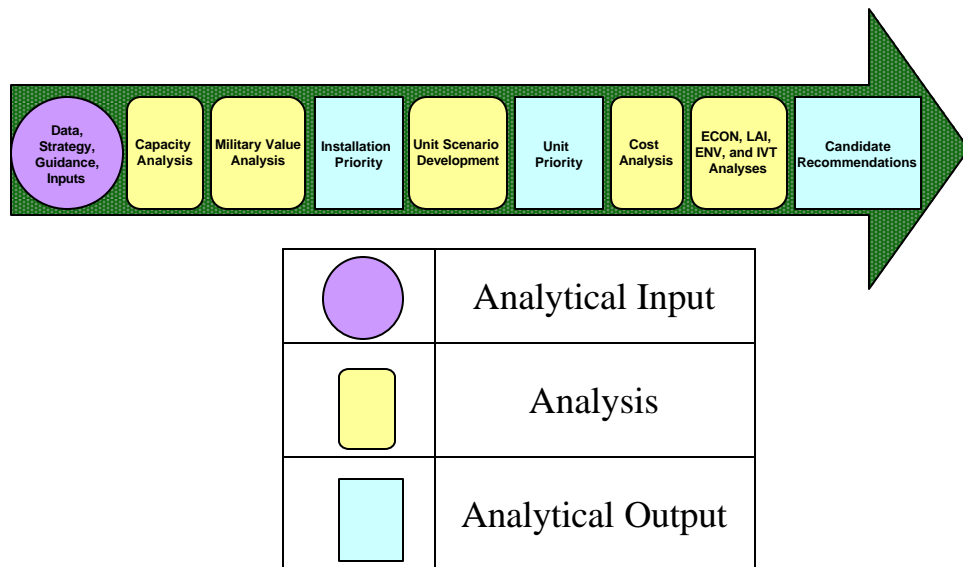 Data,
Strategy,
Guidance,
Inputs
Capacity
Analysis
Military Value
Analysis
Installation
Priority
Unit Scenario
Development
Unit
Priority
Cost
Analysis
ECON, LAI,
ENV, and IVT
Analyses
Candidate
Recommendations
Analytical Input
Analysis
Analytical Output